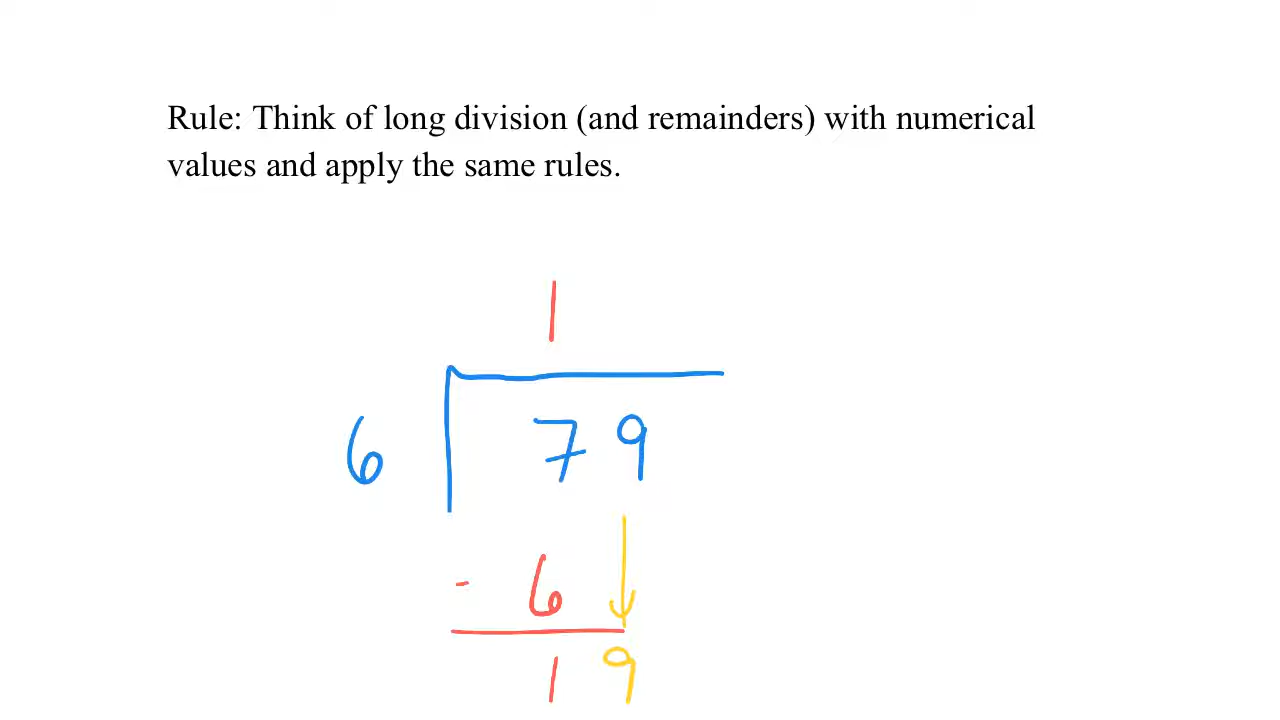 Rule: Think of long division (and remainders) with numerical
values and apply the same rules.
1
6 79
- 6
19